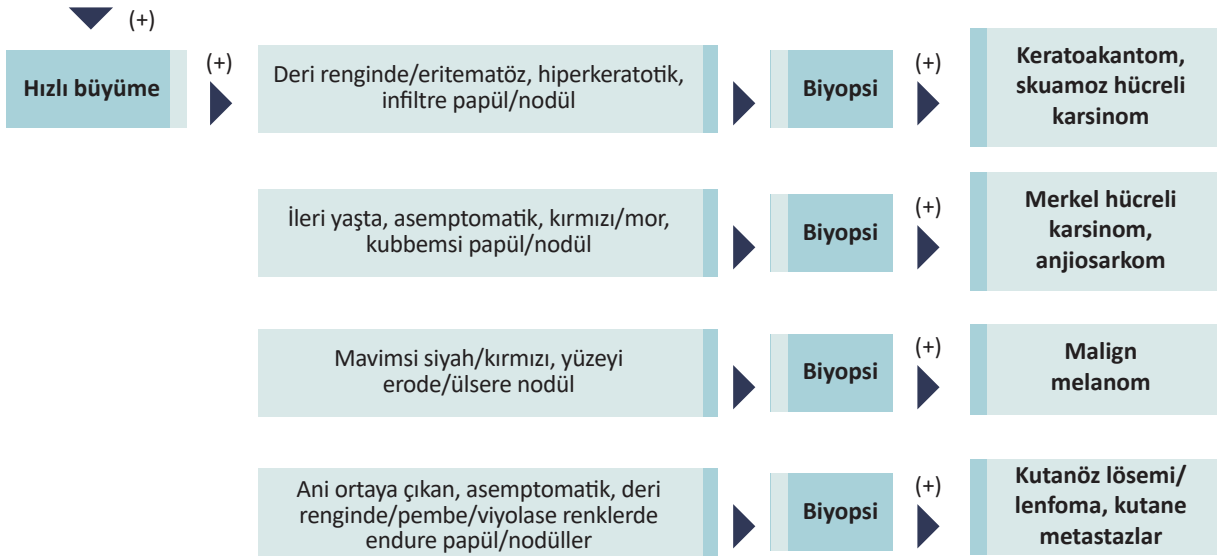 (+)
Hızlı büyüme
(+)
Deri renginde/eritematöz, hiperkeratotik,
infiltre papül/nodül
Biyopsi
(+)
Keratoakantom,
skuamoz hücreli
karsinom
İleri yaşta, asemptomatik, kırmızı/mor,
kubbemsi papül/nodül
Biyopsi
(+)
Merkel hücreli
karsinom,
anjiosarkom
Mavimsi siyah/kırmızı, yüzeyi
erode/ülsere nodül
Biyopsi
(+)
Malign
melanom
Ani ortaya çıkan, asemptomatik, deri
renginde/pembe/viyolase renklerde
endure papül/nodüller
Biyopsi
(+)
Kutanöz lösemi/
lenfoma, kutane
metastazlar